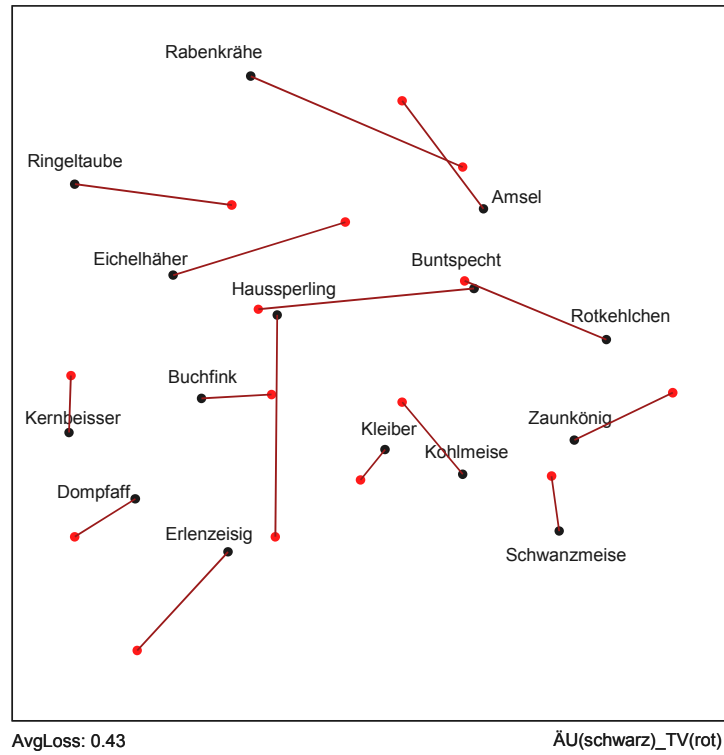 Rabenkrähe
Ringeltaube
Amsel
Eichelhäher
Buntspecht
Haussperling
Rotkehlchen
Buchfink
Kernbeisser
Zaunkönig
Kleiber
Kohlmeise
Dompfaff
Erlenzeisig
Schwanzmeise
AvgLoss: 0.43
ÄU(schwarz)_TV(rot)